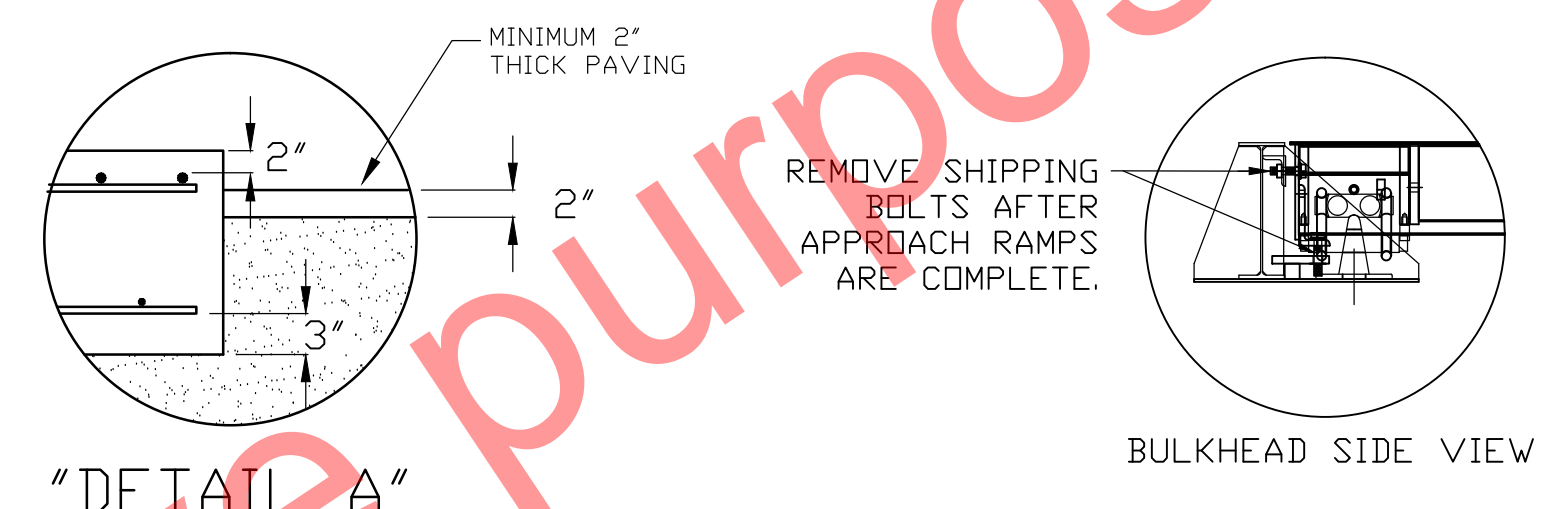 MINIMUM 2"
THICK PAVING
2"
2"
3"
"DETAIL A"
REMOVE SHIPPING
BOLTS AFTER
APPROACH RAMPS
ARE COMPLETE.
BULKHEAD SIDE VIEW
purpos